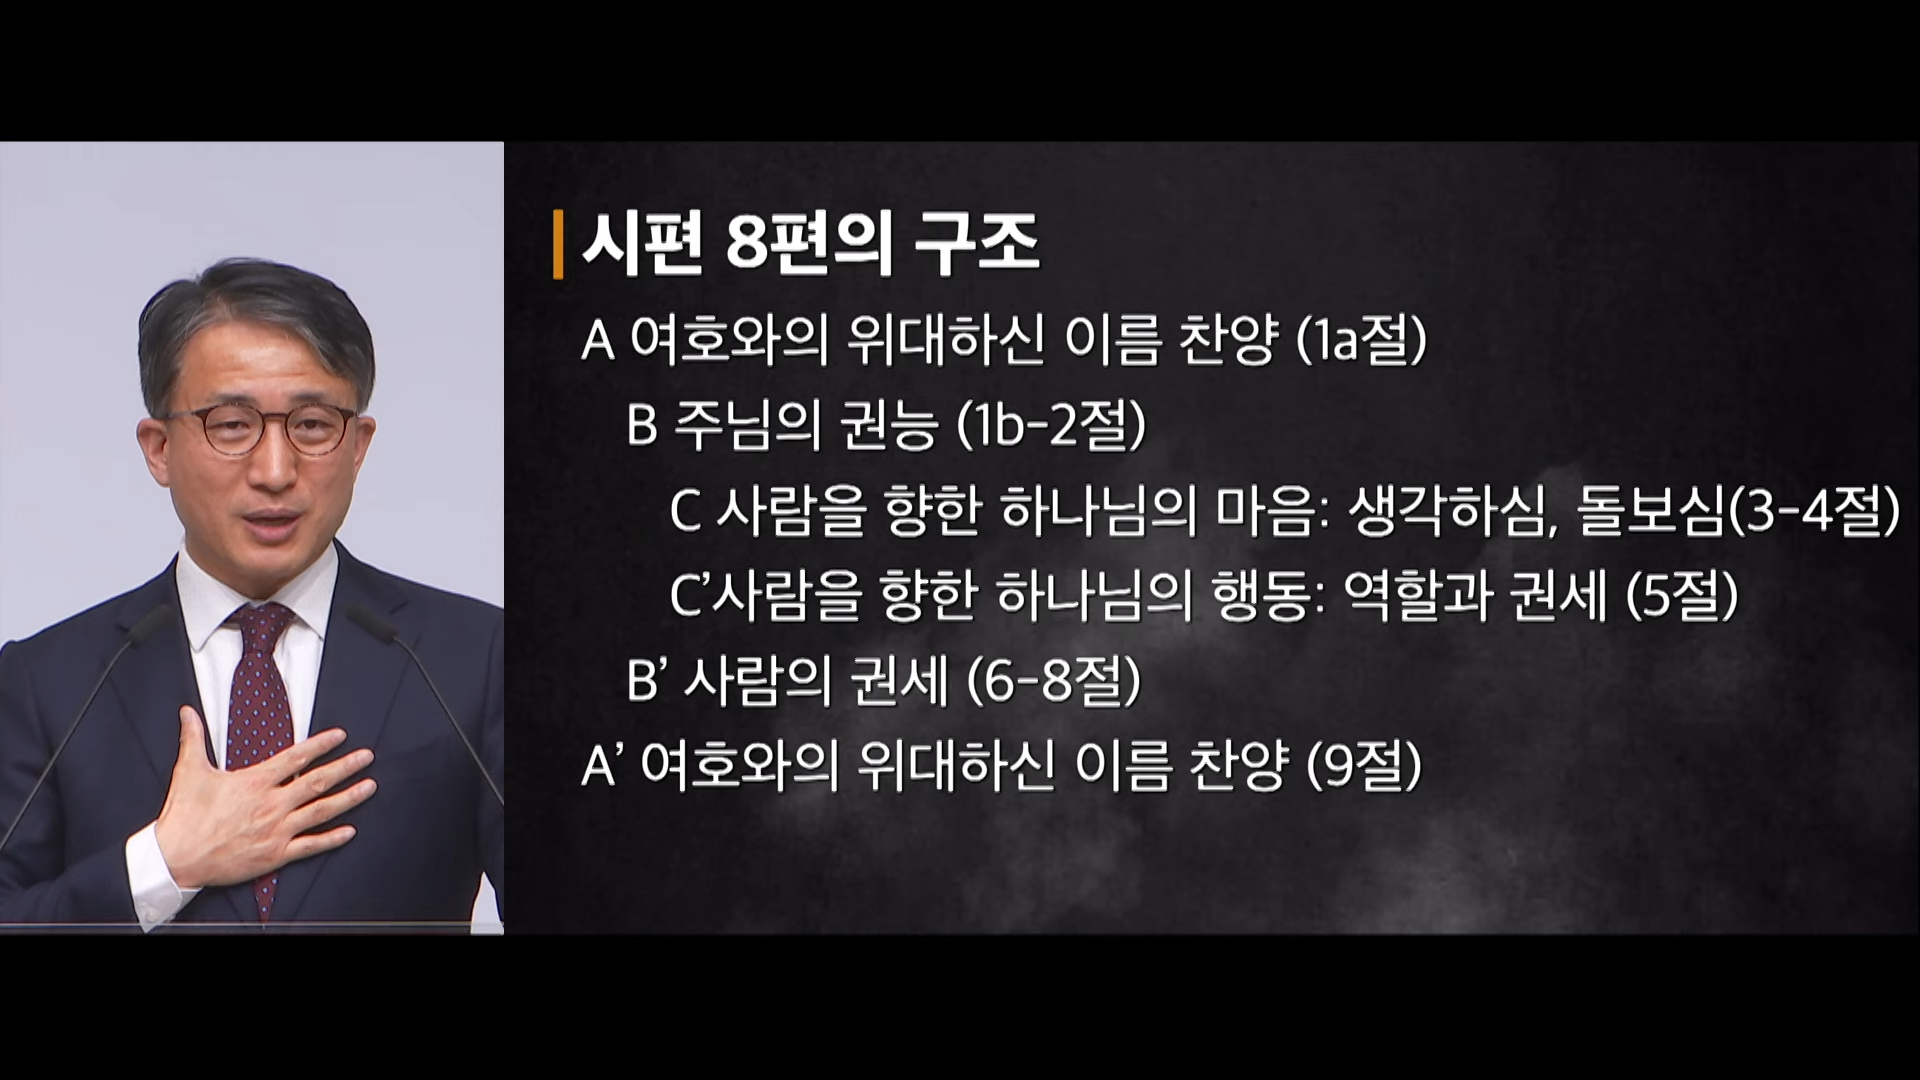 시편 8편의 구조
A 여호와의 위대하신 이름 찬양 (1a절)
B 주님의 권능 (1b-2절)
C 사람을 향한 하나님의 마음: 생각하심, 돌보심(3-4절)
C’사람을 향한 하나님의 행동: 역할과 권세 (5절)
B’ 사람의 권세 (6-8절)
A’ 여호와의 위대하신 이름 찬양 (9절)